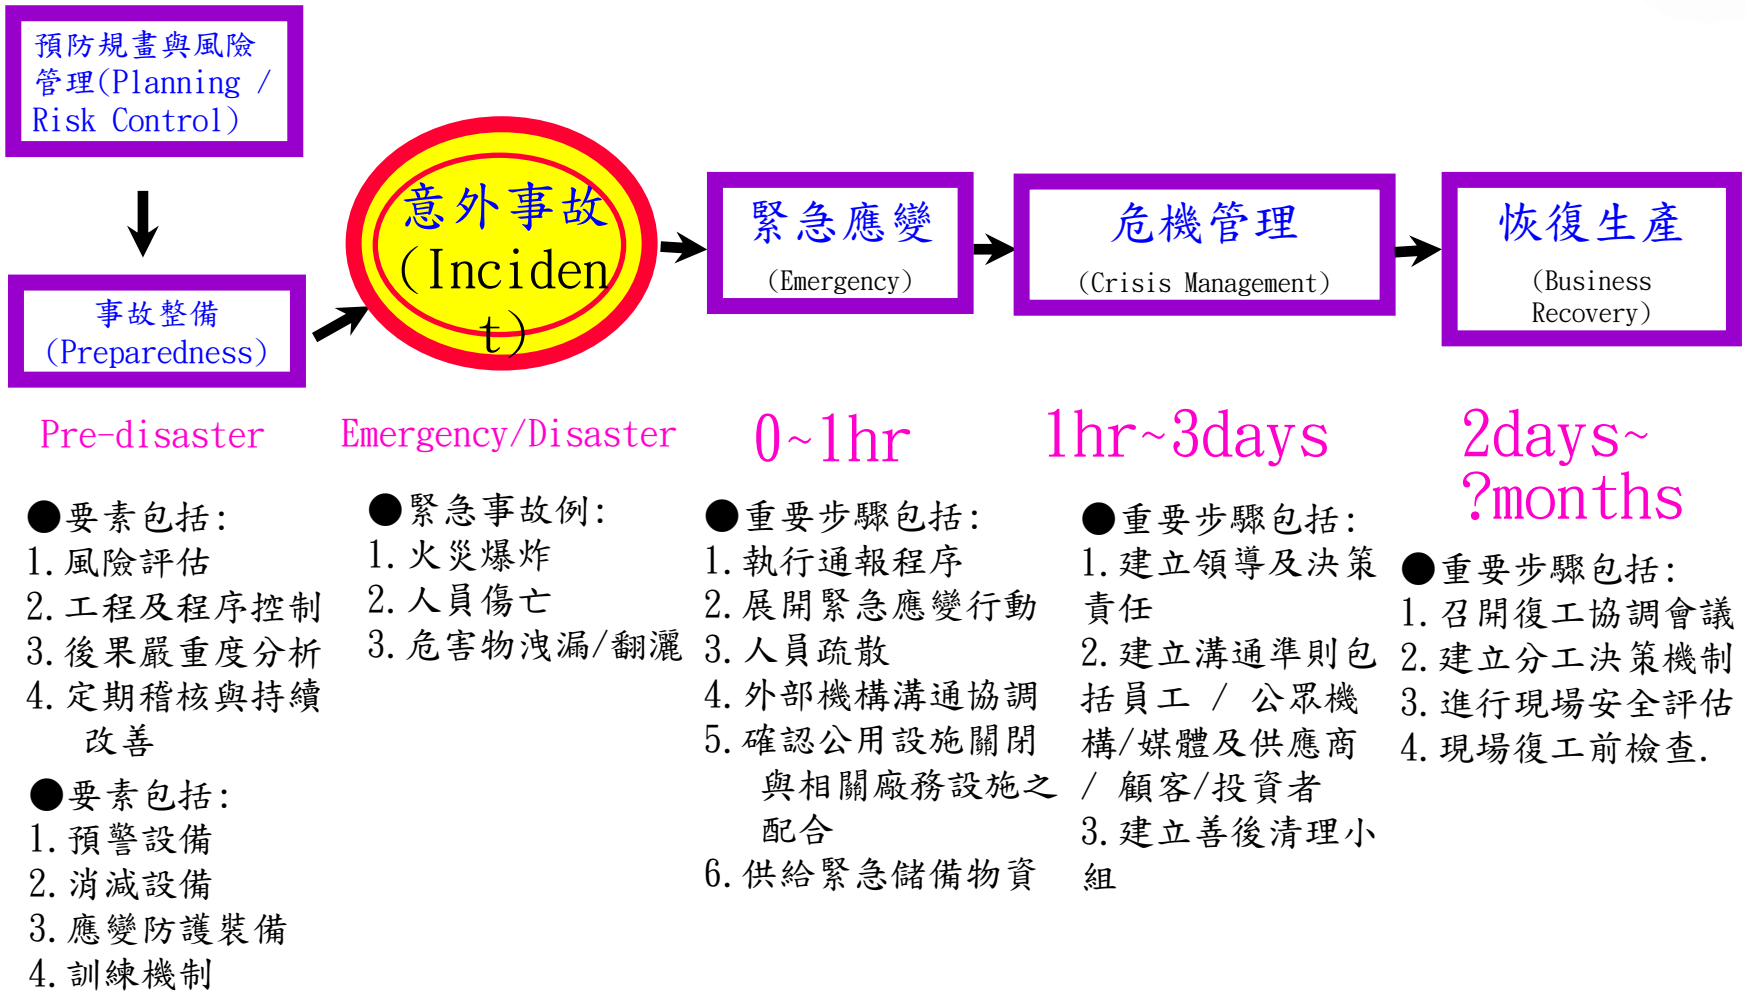 預防規畫與風險
管理(Planning /
Risk Control)
事故整備
(Preparedness)
意外事故
(Inciden
t)
緊急應變
(Emergency)
危機管理
(Crisis Management)
恢復生產
(Business
Recovery)
Pre-disaster
●要素包括:
1.風險評估
2.工程及程序控制
3.後果嚴重度分析
4.定期稽核與持續
改善
●要素包括:
1.預警設備
2.消減設備
3.應變防護裝備
4.訓練機制
Emergency/Disaster
●緊急事故例:
1.火災爆炸
2.人員傷亡
3.危害物洩漏/翻灑
0~1hr
●重要步驟包括:
1.執行通報程序
2.展開緊急應變行動
3.人員疏散
4.外部機構溝通協調
5.確認公用設施關閉
與相關廠務設施之
配合
6.供給緊急儲備物資
1hr~3days
●重要步驟包括:
1.建立領導及決策
責任
2.建立溝通準則包
括員工 / 公眾機
構/媒體及供應商
/ 顧客/投資者
3.建立善後清理小
組
2days~
?months
●重要步驟包括:
1.召開復工協調會議
2.建立分工決策機制
3.進行現場安全評估
4.現場復工前檢查.